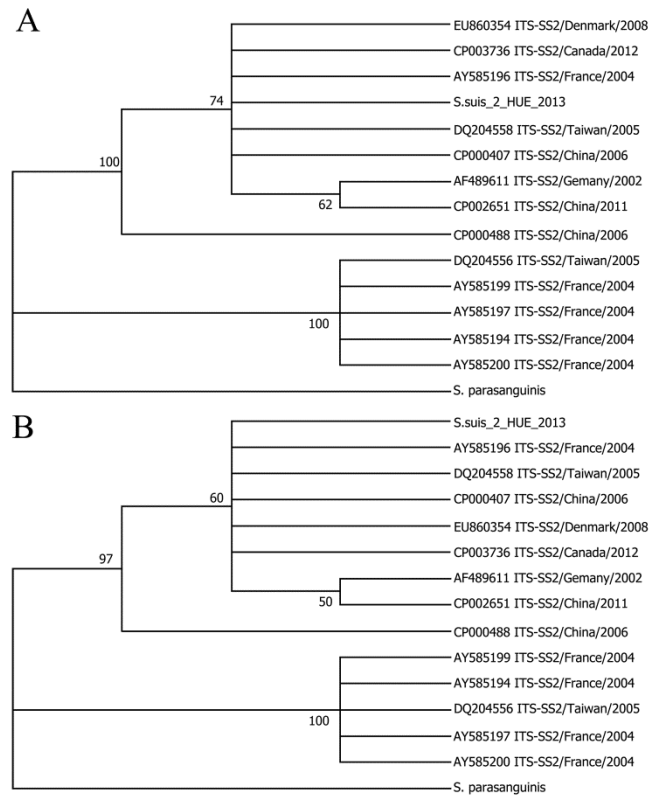 A
EU860354 ITS-SS2/Denmark/2008
CP003736 ITS-SS2/Canada/2012
AY585196 ITS-SS2/France/2004
74
S.suis_2_HUE_2013
DQ204558 ITS-SS2/Taiwan/2005
100
CP000407 ITS-SS2/China/2006
AF489611 ITS-SS2/Gemany/2002
62
CP002651 ITS-SS2/China/2011
CP000488 ITS-SS2/China/2006
DQ204556 ITS-SS2/Taiwan/2005
AY585199 ITS-SS2/France/2004
AY585197 ITS-SS2/France/2004
100
AY585194 ITS-SS2/France/2004
AY585200 ITS-SS2/France/2004
S. parasanguinis
B
S.suis_2_HUE_2013
AY585196 ITS-SS2/France/2004
DQ204558 ITS-SS2/Taiwan/2005
60
CP000407 ITS-SS2/China/2006
EU860354 ITS-SS2/Denmark/2008
97
CP003736 ITS-SS2/Canada/2012
AF489611 ITS-SS2/Gemany/2002
50
CP002651 ITS-SS2/China/2011
CP000488 ITS-SS2/China/2006
AY585199 ITS-SS2/France/2004
AY585194 ITS-SS2/France/2004
DQ204556 ITS-SS2/Taiwan/2005
100
AY585197 ITS-SS2/France/2004
AY585200 ITS-SS2/France/2004
S. parasanguinis